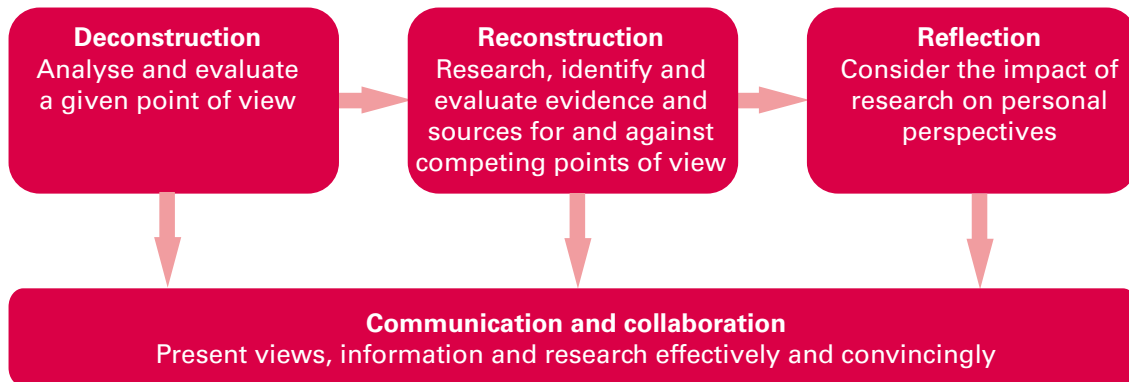 Deconstruction
Analyse and evaluate
a given point of view
Reconstruction
Research, identify and
evaluate evidence and
sources for and against
competing points of view
Reflection
Consider the impact of
research on personal
perspectives
Communication and collaboration
Present views, information and research effectively and convincingly